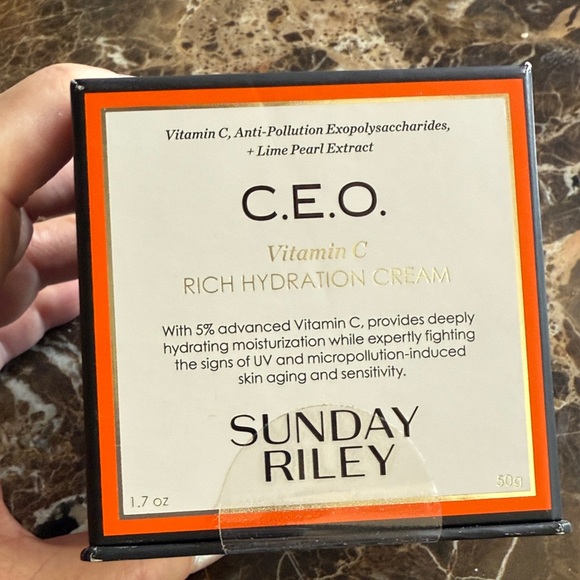 Vitamin C, Anti-Pollution Exopolysaccharides,
+ Lime Pearl Extract
C.E.O.
Vitamin C
RICH HYDRATION CREAM
With 5% advanced Vitamin C, provides deeply
hydrating moisturization while expertly fighting
the signs of UV and micropollution-induced
skin aging and sensitivity.
SUNDAY
RILEY
1.7 oz
50g